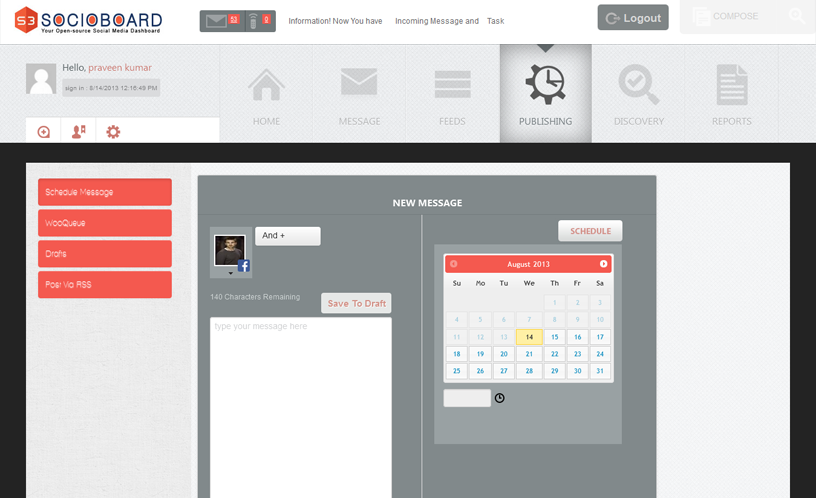 S3 SOCIOBOARD
Your Open-source Social Media Dashboard
53 0
Information! Now You have Incoming Message and Task
Logout
COMPOSE
Hello, praveen kumar
sign in : 8/14/2013 12:16:49 PM
HOME MESSAGE FEEDS PUBLISHING DISCOVERY REPORTS
Schedule Message
WooQueue
Drafts
Post Via RSS
NEW MESSAGE
And +
f
140 Characters Remaining
Save To Draft
type your message here
SCHEDULE
August 2013
Su Mo Tu We Th Fr Sa
1 2 3
4 5 6 7 8 9 10
11 12 13 14 15 16 17
18 19 20 21 22 23 24
25 26 27 28 29 30 31